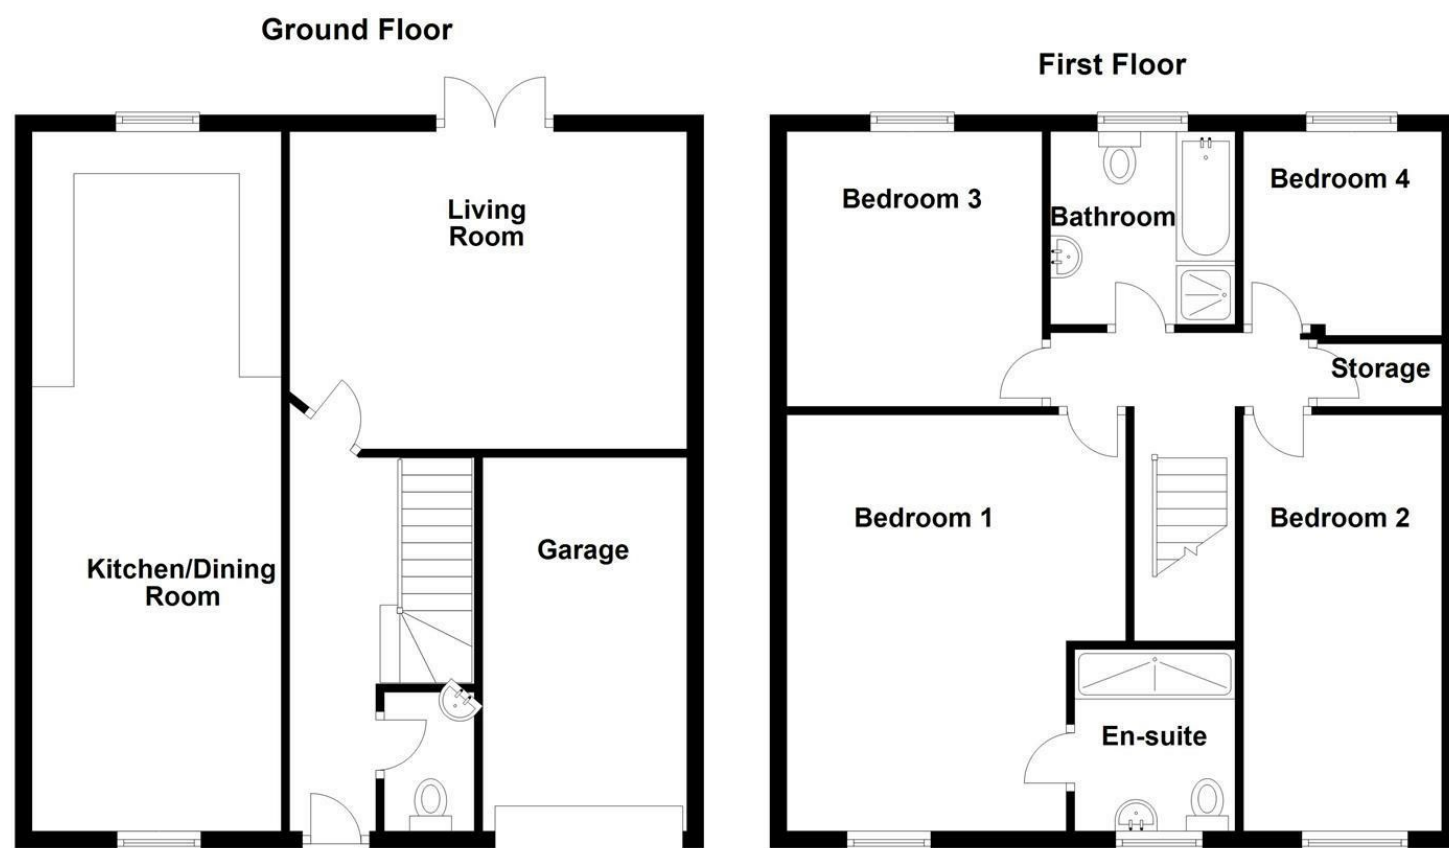 Ground Floor
Living
Room
Kitchen/Dining
Room
Garage
First Floor
Bedroom 3
Bathroom
Bedroom 4
Storage
Bedroom 1
Bedroom 2
En-suite